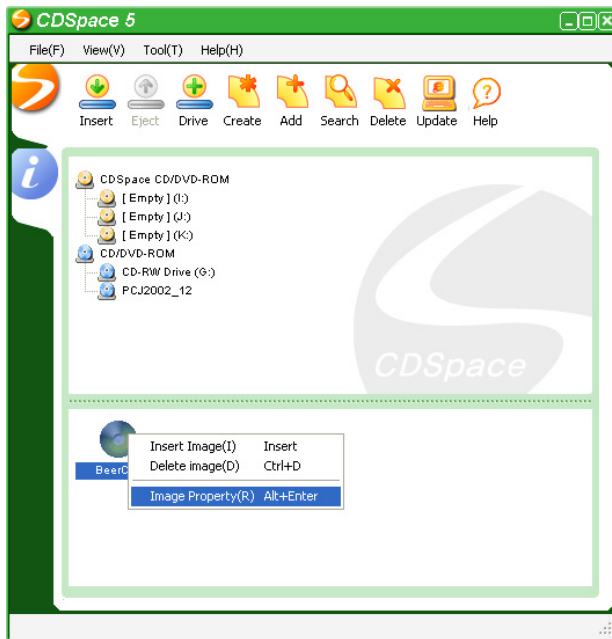 CDSpace 5
File(F) View(V) Tool(T) Help(H)
Insert Eject Drive Create Add Search Delete Update Help
CDSpace CD/DVD-ROM
[ Empty ] (I:)
[ Empty ] (J:)
[ Empty ] (K:)
CD/DVD-ROM
CD-RW Drive (G:)
PCJ2002_12
CDSpace
Insert Image(I) Insert
Delete image(D) Ctrl+D
Image Property(R) Alt+Enter